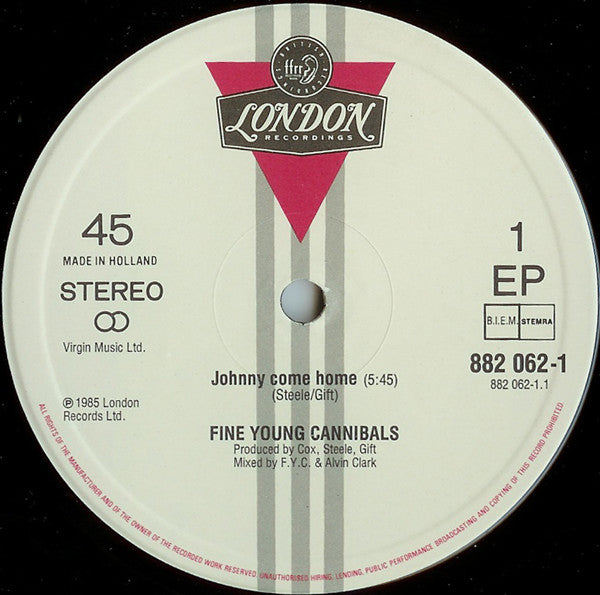 ffrr
LONDON
RECORDINGS
45
MADE IN HOLLAND
STEREO
Virgin Music Ltd.
1
EP
B.I.E.M. STEMRA
882 062-1
882 062-1.1
Johnny come home (5:45)
(Steele/Gift)
℗ 1985 London
Records Ltd.
FINE YOUNG CANNIBALS
Produced by Cox, Steele, Gift
Mixed by F.Y.C. & Alvin Clark
ALL RIGHTS OF THE MANUFACTURER AND OF THE OWNER OF THE RECORDED WORK RESERVED. UNAUTHORISED HIRING, LENDING, PUBLIC PERFORMANCE, BROADCASTING AND COPYING OF THIS RECORD PROHIBITED.